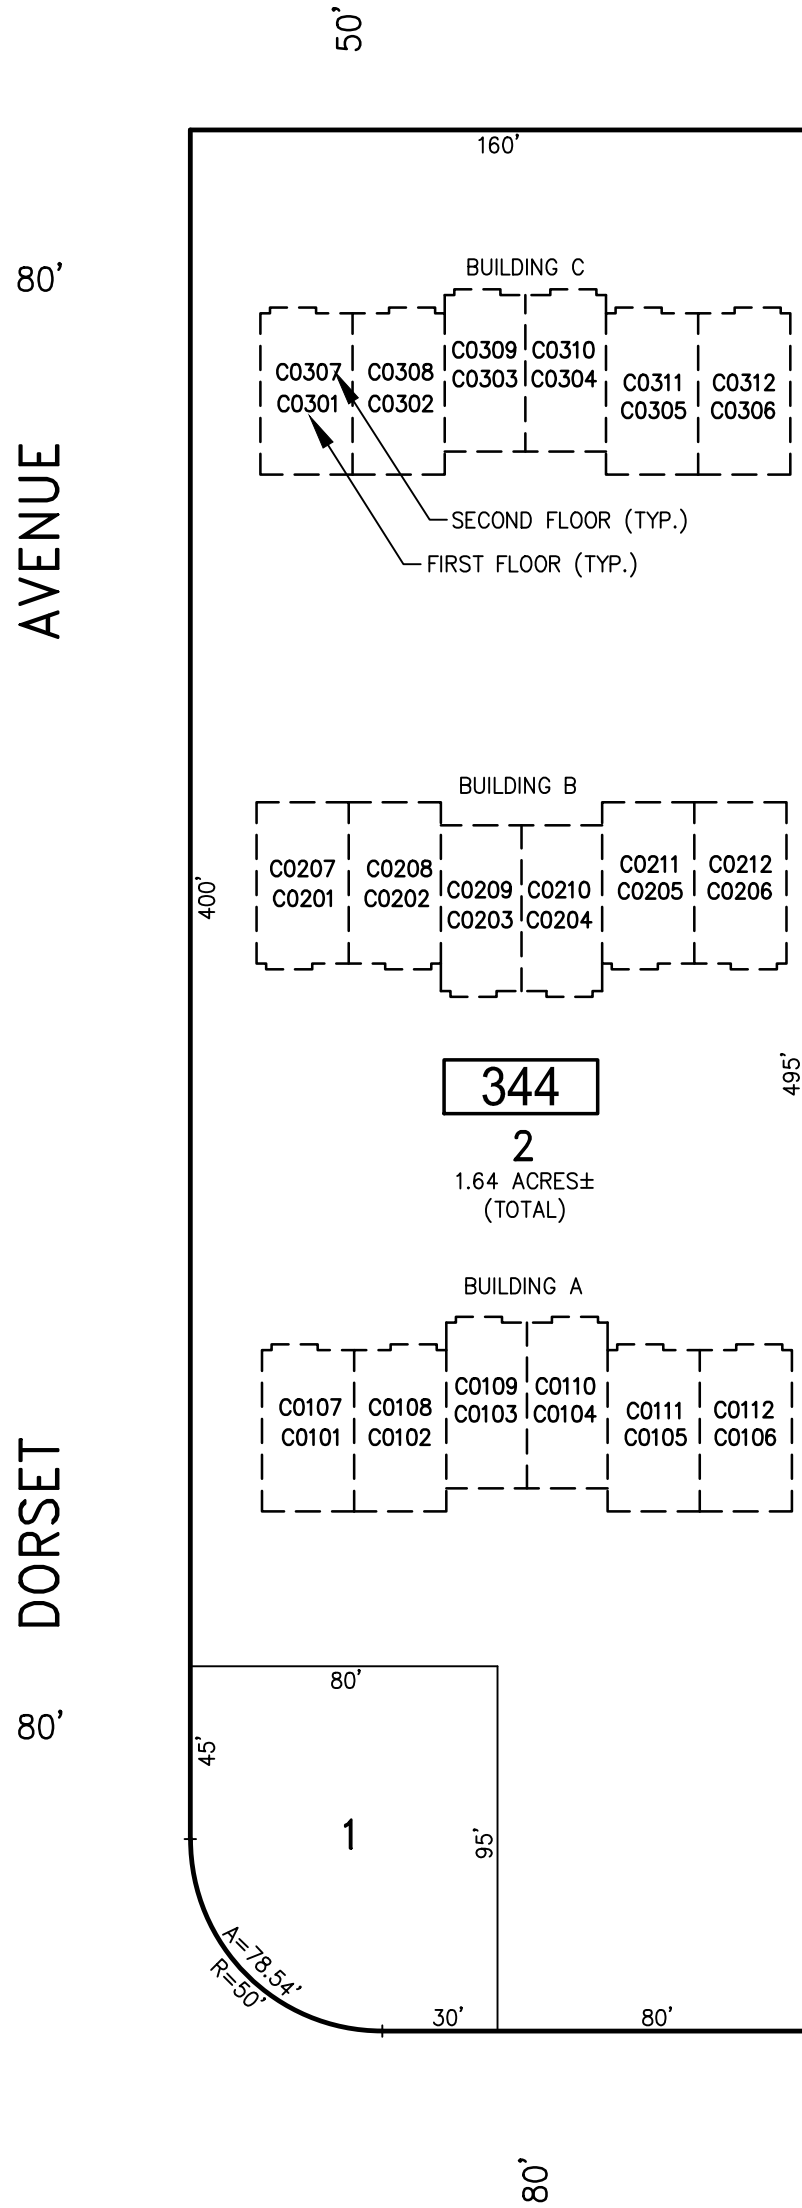 50'
160'
80'
BUILDING C
C0307 C0308 C0309 C0310 C0311 C0312
C0301 C0302 C0303 C0304 C0305 C0306
SECOND FLOOR (TYP.)
FIRST FLOOR (TYP.)
AVENUE
BUILDING B
C0207 C0208 C0209 C0210 C0211 C0212
C0201 C0202 C0203 C0204 C0205 C0206
400'
495'
344
2
1.64 ACRES±
(TOTAL)
BUILDING A
C0107 C0108 C0109 C0110 C0111 C0112
C0101 C0102 C0103 C0104 C0105 C0106
DORSET
80'
80'
45'
1
95'
A=78.54'
R=50'
30'
80'
80'